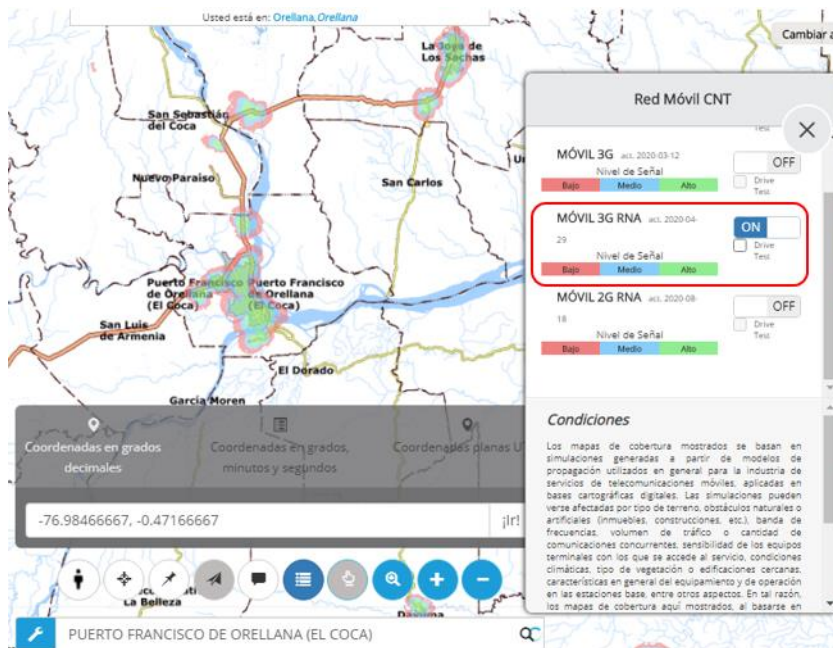 Usted está en: Orellana, Orellana
Cambiar a
La Joya de
Los Sachas
San Sebastián
del Coca
Nuevo Paraiso
San Carlos
Puerto Francisco
de Orellana
(El Coca)
Puerto Francisco
de Orellana
(El Coca)
San Luis
de Armenia
El Dorado
Garcia Moren
La Belleza
Dayuma
Coordenadas en grados
decimales
Coordenadas en grados,
minutos y segundos
Coordenadas planas U
-76.98466667, -0.47166667
¡Ir!
PUERTO FRANCISCO DE ORELLANA (EL COCA)
Red Móvil CNT
Test
MÓVIL 3G act. 2020-03-12
OFF
Nivel de Señal
Drive
Test
Bajo Medio Alto
MÓVIL 3G RNA act. 2020-04-
29
ON
Nivel de Señal
Drive
Test
Bajo Medio Alto
MÓVIL 2G RNA act. 2020-08-
18
OFF
Nivel de Señal
Drive
Test
Bajo Medio Alto
Condiciones
Los mapas de cobertura mostrados se basan en
simulaciones generadas a partir de modelos de
propagación utilizados en general para la industria de
servicios de telecomunicaciones móviles, aplicadas en
bases cartográficas digitales. Las simulaciones pueden
verse afectadas por tipo de terreno, obstáculos naturales o
artificiales (inmuebles, construcciones, etc.), banda de
frecuencias, volumen de tráfico o cantidad de
comunicaciones concurrentes, sensibilidad de los equipos
terminales con los que se accede al servicio, condiciones
climáticas, tipo de vegetación o edificaciones cercanas,
características en general del equipamiento y de operación
en las estaciones base, entre otros aspectos. En tal razón,
los mapas de cobertura aquí mostrados, al basarse en